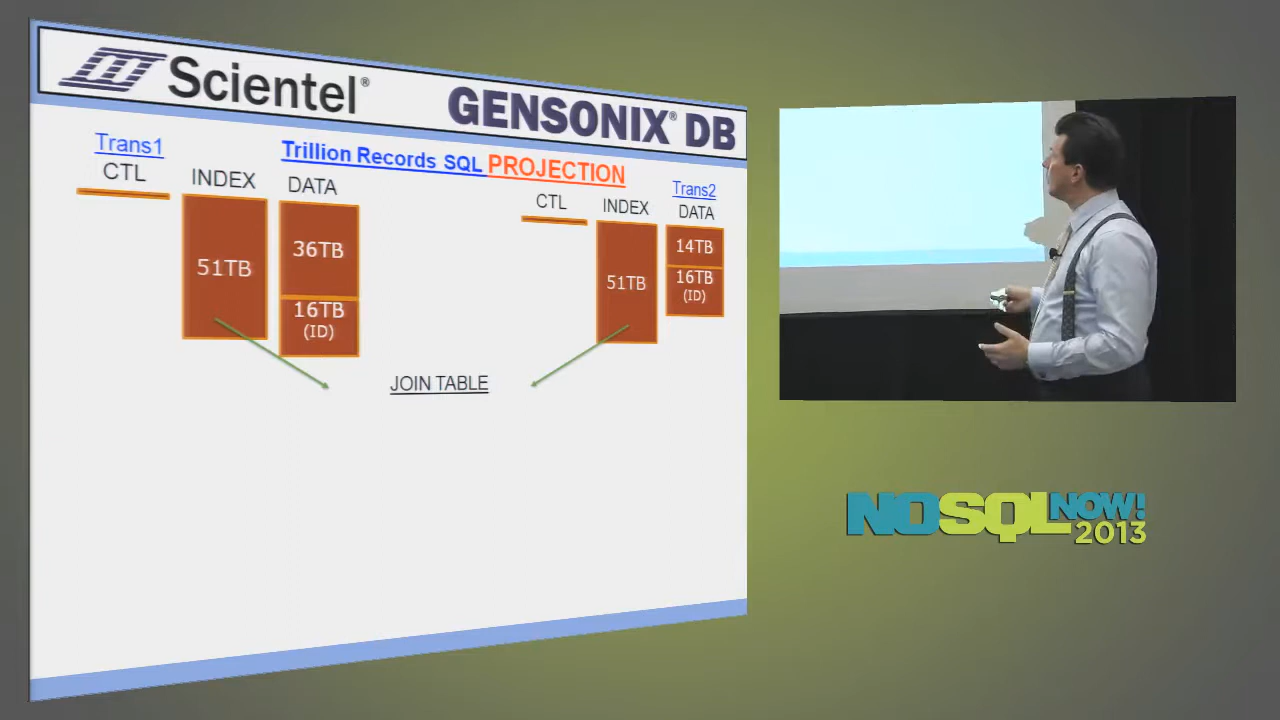 Scientel®
GENSONIX® DB
Trans1
Trillion Records SQL PROJECTION
Trans2
CTL
INDEX
DATA
CTL
INDEX
DATA
51TB
36TB
16TB
(ID)
51TB
14TB
16TB
(ID)
JOIN TABLE
NOSQL NOW!
2013